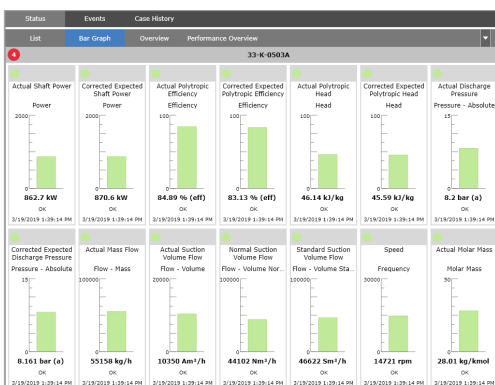 Status Events Case History
List Bar Graph Overview Performance Overview
4 33-K-0503A
Actual Shaft Power
Power
2000
0
862.7 kW
OK
3/19/2019 1:39:14 PM
Corrected Expected
Shaft Power
Power
2000
0
870.6 kW
OK
3/19/2019 1:39:14 PM
Actual Polytropic
Efficiency
Efficiency
100
0
84.89 % (eff)
OK
3/19/2019 1:39:14 PM
Corrected Expected
Polytropic Efficiency
Efficiency
100
0
83.13 % (eff)
OK
3/19/2019 1:39:14 PM
Actual Polytropic
Head
Head
100
0
46.14 kJ/kg
OK
3/19/2019 1:39:14 PM
Corrected Expected
Polytropic Head
Head
100
0
45.59 kJ/kg
OK
3/19/2019 1:39:14 PM
Actual Discharge
Pressure
Pressure - Absolute
15
0
8.2 bar (a)
OK
3/19/2019 1:39:14 PM
Corrected Expected
Discharge Pressure
Pressure - Absolute
15
0
8.161 bar (a)
OK
3/19/2019 1:39:14 PM
Actual Mass Flow
Flow - Mass
100000
0
55158 kg/h
OK
3/19/2019 1:39:14 PM
Actual Suction
Volume Flow
Flow - Volume
20000
0
10350 Am³/h
OK
3/19/2019 1:39:14 PM
Normal Suction
Volume Flow
Flow - Volume Nor...
100000
0
44102 Nm³/h
OK
3/19/2019 1:39:14 PM
Standard Suction
Volume Flow
Flow - Volume Sta...
100000
0
46622 Sm³/h
OK
3/19/2019 1:39:14 PM
Speed
Frequency
30000
0
14721 rpm
OK
3/19/2019 1:39:14 PM
Actual Molar Mass
Molar Mass
50
0
28.01 kg/kmol
OK
3/19/2019 1:39:14 PM